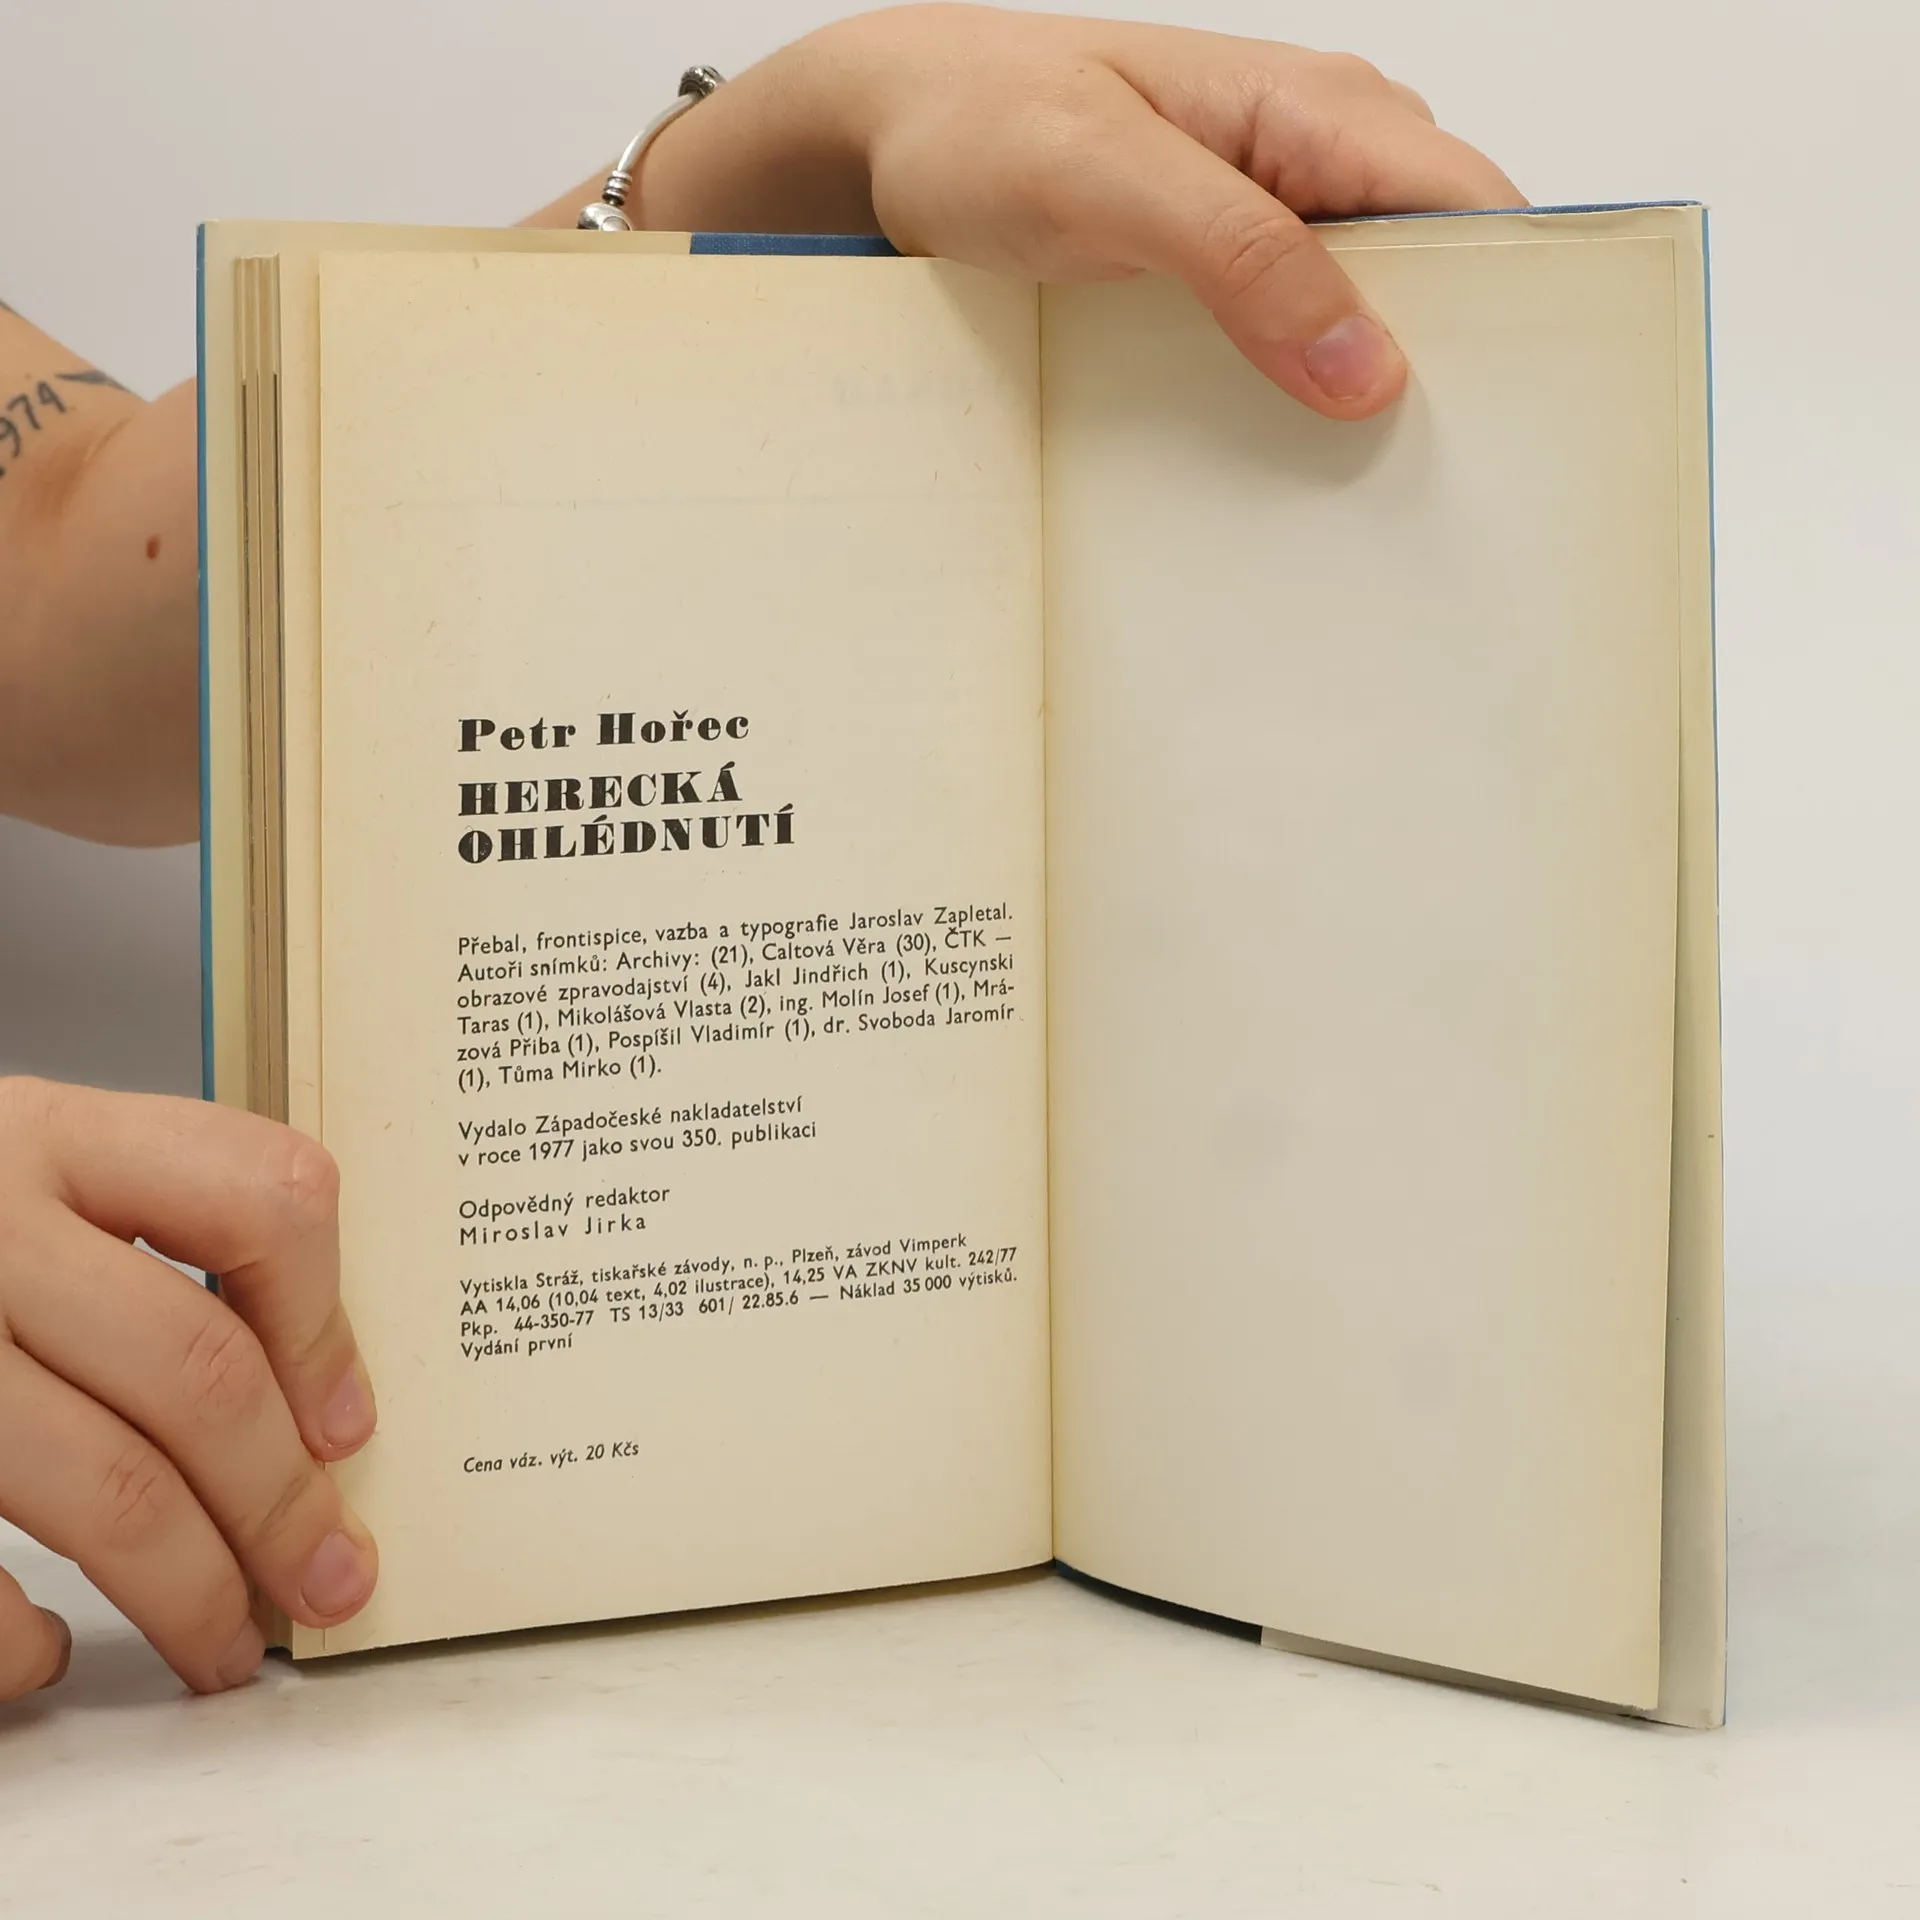 1974
Petr Hořec
HERECKÁ
OHLÉDNUTÍ
Přebal, frontispice, vazba a typografie Jaroslav Zapletal.
Autoři snímků: Archivy: (21), Caltová Věra (30), ČTK —
obrazové zpravodajství (4), Jakl Jindřich (1), Kuscynski
Taras (1), Mikolášová Vlasta (2), ing. Molín Josef (1), Mrá-
zová Přiba (1), Pospíšil Vladimír (1), dr. Svoboda Jaromír
(1), Tůma Mirko (1).
Vydalo Západočeské nakladatelství
v roce 1977 jako svou 350. publikaci
Odpovědný redaktor
Miroslav Jirka
Vytiskla Stráž, tiskařské závody, n. p., Plzeň, závod Vimperk
AA 14,06 (10,04 text, 4,02 ilustrace), 14,25 VA ZKNV kult. 242/77
Pkp. 44-350-77 TS 13/33 601/ 22.85.6 — Náklad 35 000 výtisků.
Vydání první
Cena váz. výt. 20 Kčs